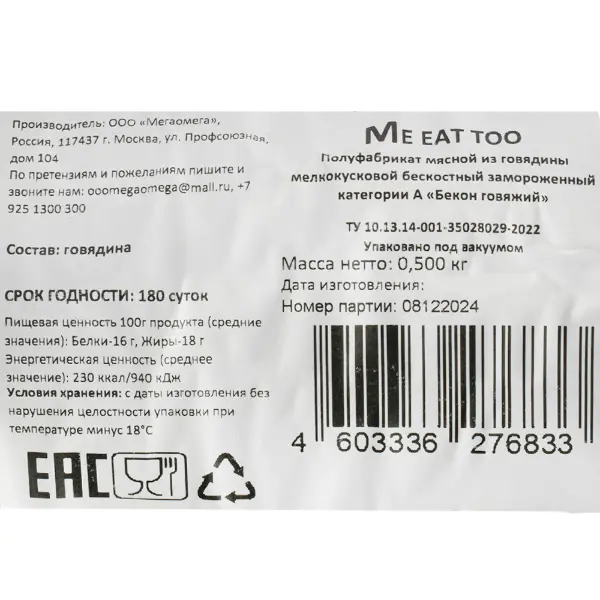 Производитель: ООО «Мегаомега»,
Россия, 117437 г. Москва, ул. Профсоюзная,
дом 104
По претензиям и пожеланиям пишите и
звоните нам: ooomegaomega@mail.ru, +7
925 1300 300
Состав: говядина
СРОК ГОДНОСТИ: 180 суток
Пищевая ценность 100г продукта (средние
значения): Белки-16 г, Жиры-18 г
Энергетическая ценность (среднее
значение): 230 ккал/940 кДж
Условия хранения: с даты изготовления без
нарушения целостности упаковки при
температуре минус 18°С
EAC
ME EAT TOO
Полуфабрикат мясной из говядины
мелкокусковой бескостный замороженный
категории А «Бекон говяжий»
ТУ 10.13.14-001-35028029-2022
Упаковано под вакуумом
Масса нетто: 0,500 кг
Дата изготовления:
Номер партии: 08122024
4 603336 276833